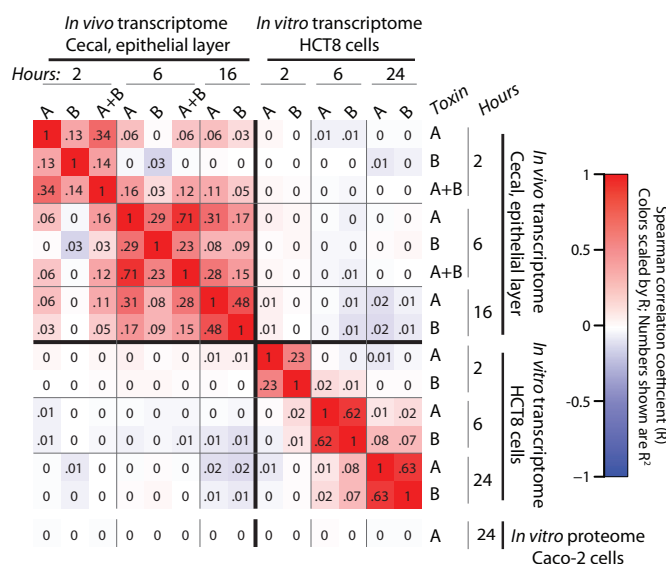 In vivo transcriptome
Cecal, epithelial layer
In vitro transcriptome
HCT8 cells
Hours: 2 6 16 2 6 24
A B A+B A B A+B A B A B A B A B Toxin Hours
1 .13 .34 .06 0 .06 .06 .03 0 0 .01 .01 0 0 A
.13 1 .14 0 .03 0 0 0 0 0 0 0 .01 0 B 2
.34 .14 1 .16 .03 .12 .11 .05 0 0 0 0 0 0 A+B
.06 0 .16 1 .29 .71 .31 .17 0 0 0 0 0 0 A
0 .03 .03 .29 1 .23 .08 .09 0 0 0 0 0 0 B 6
.06 0 .12 .71 .23 1 .28 .15 0 0 0 .01 0 0 A+B
.06 0 .11 .31 .08 .28 1 .48 .01 0 0 .01 .02 .01 A 16
.03 0 .05 .17 .09 .15 .48 1 .01 0 0 .01 .02 .01 B
0 0 0 0 0 0 .01 .01 1 .23 0 0 0.01 0 A 2
0 0 0 0 0 0 0 0 .23 1 .02 .01 0 0 B
.01 0 0 0 0 0 0 0 0 .02 1 .62 .01 .02 A 6
.01 0 0 0 0 .01 .01 .01 0 .01 .62 1 .08 .07 B
0 .01 0 0 0 0 .02 .02 .01 0 .01 .08 1 .63 A 24
0 0 0 0 0 0 .01 .01 0 0 .02 .07 .63 1 B
0 0 0 0 0 0 0 0 0 0 0 0 0 0 A 24
In vivo transcriptome
Cecal, epithelial layer
In vitro transcriptome
HCT8 cells
In vitro proteome
Caco-2 cells
1
0.5
0
−0.5
−1
Spearman correlation coefficient (R)
Colors scaled by R; Numbers shown are R²